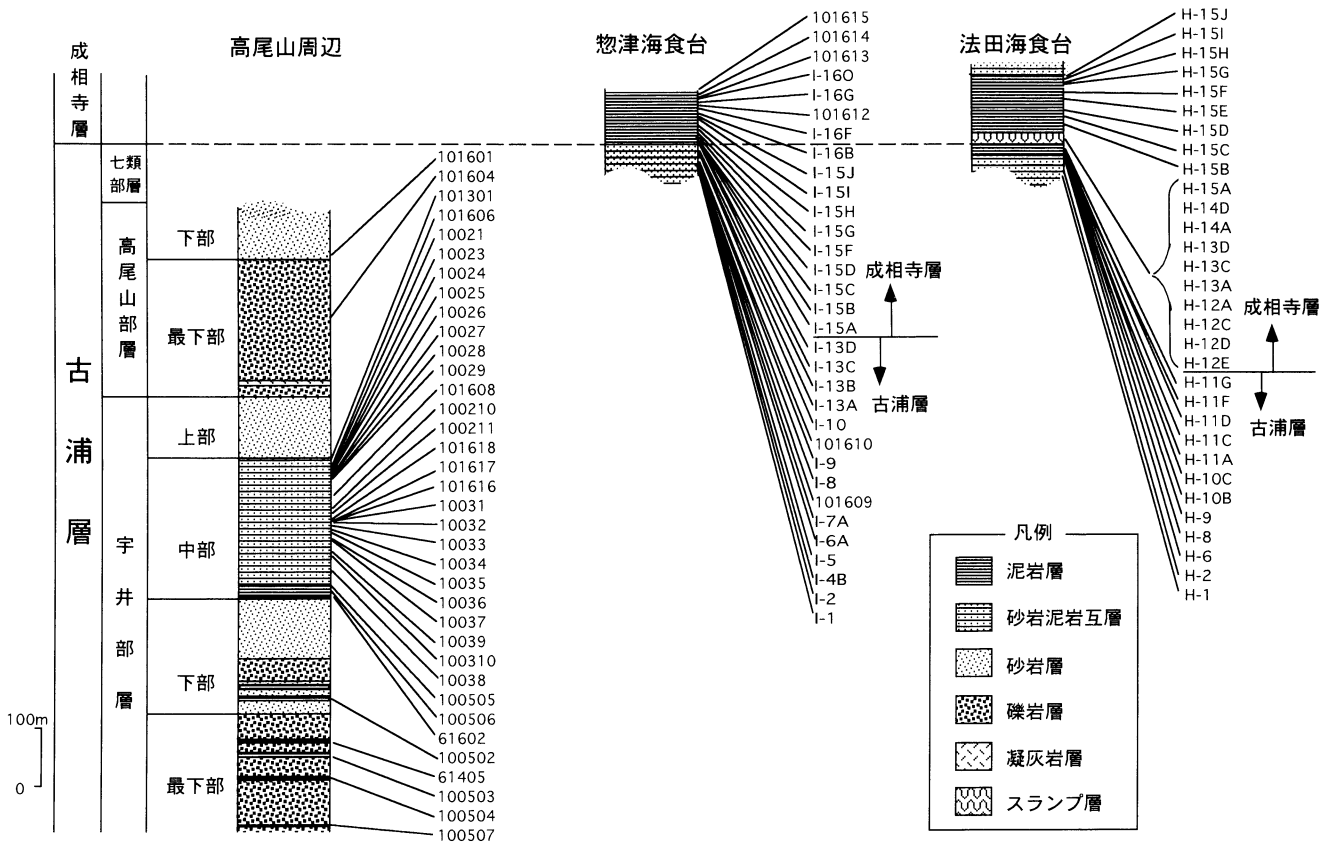 成相寺層
古浦層
七類部層
高尾山部層
宇井部層
下部
最下部
上部
中部
下部
最下部
100m
0
高尾山周辺
101601
101604
101301
101606
10021
10023
10024
10025
10026
10027
10028
10029
101608
100210
100211
101618
101617
101616
10031
10032
10033
10034
10035
10036
10037
10039
100310
10038
100505
100506
61602
100502
61405
100503
100504
100507
惣津海食台
101615
101614
101613
I-16O
I-16G
101612
I-16F
I-16B
I-15J
I-15I
I-15H
I-15G
I-15F
I-15D
I-15C
I-15B
I-15A
I-13D
I-13C
I-13B
I-13A
I-10
101610
I-9
I-8
101609
I-7A
I-6A
I-5
I-4B
I-2
I-1
成相寺層
古浦層
法田海食台
H-15J
H-15I
H-15H
H-15G
H-15F
H-15E
H-15D
H-15C
H-15B
H-15A
H-14D
H-14A
H-13D
H-13C
H-13A
H-12A
H-12C
H-12D
H-12E
H-11G
H-11F
H-11D
H-11C
H-11A
H-10C
H-10B
H-9
H-8
H-6
H-2
H-1
成相寺層
古浦層
凡例
泥岩層
砂岩泥岩互層
砂岩層
礫岩層
凝灰岩層
スランプ層